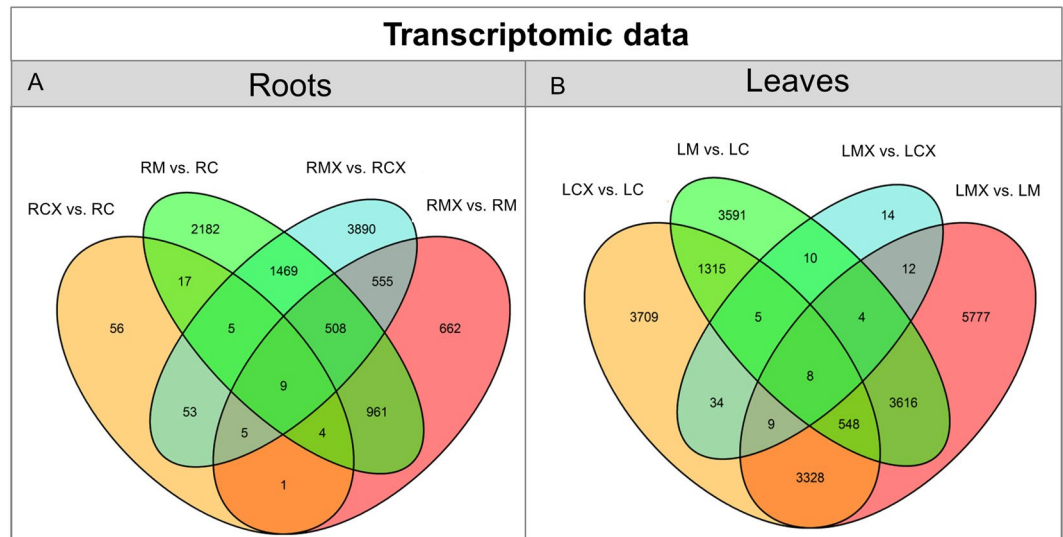 Transcriptomic data
A
Roots
RCX vs. RC
RM vs. RC
RMX vs. RCX
RMX vs. RM
2182
3890
17
1469
555
56
5
508
662
9
53
961
5
4
1
B
Leaves
LCX vs. LC
LM vs. LC
LMX vs. LCX
LMX vs. LM
3591
14
1315
10
12
3709
5
4
5777
8
34
3616
9
548
3328